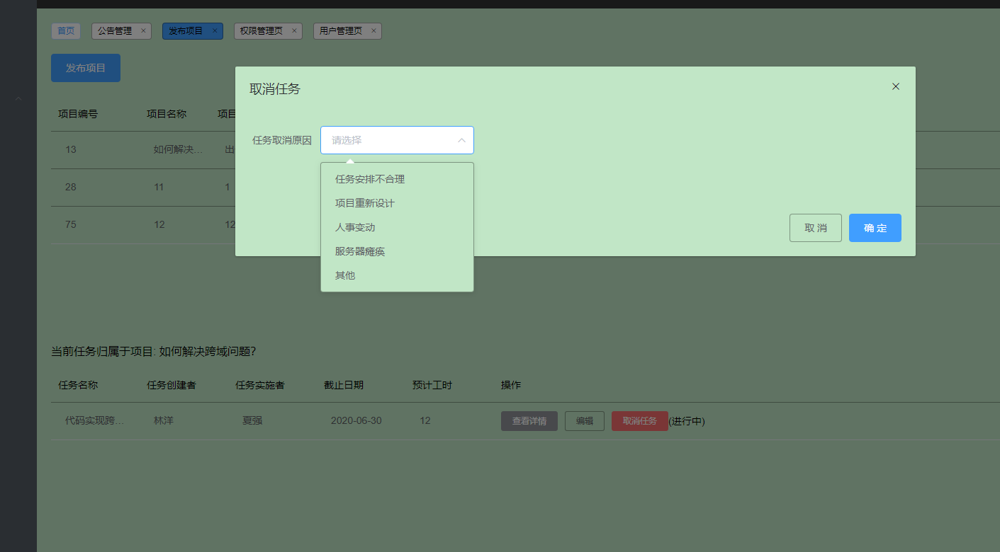 首页 公告管理 × 发布项目 × 权限管理页 × 用户管理页 ×
发布项目
取消任务 ×
项目编号 项目名称 项目
任务取消原因 请选择
13 如何解决... 出
任务安排不合理
28 11 1
项目重新设计
75 12 12
人事变动
取 消 确 定
服务器瘫痪
其他
当前任务归属于项目: 如何解决跨域问题?
任务名称 任务创建者 任务实施者 截止日期 预计工时 操作
代码实现跨... 林洋 夏强 2020-06-30 12 查看详情 编辑 取消任务 (进行中)